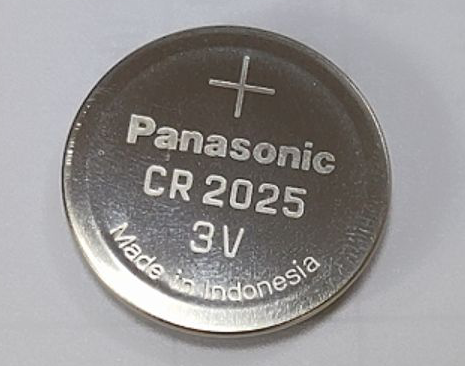 +
Panasonic
CR 2025
3V
Made in Indonesia